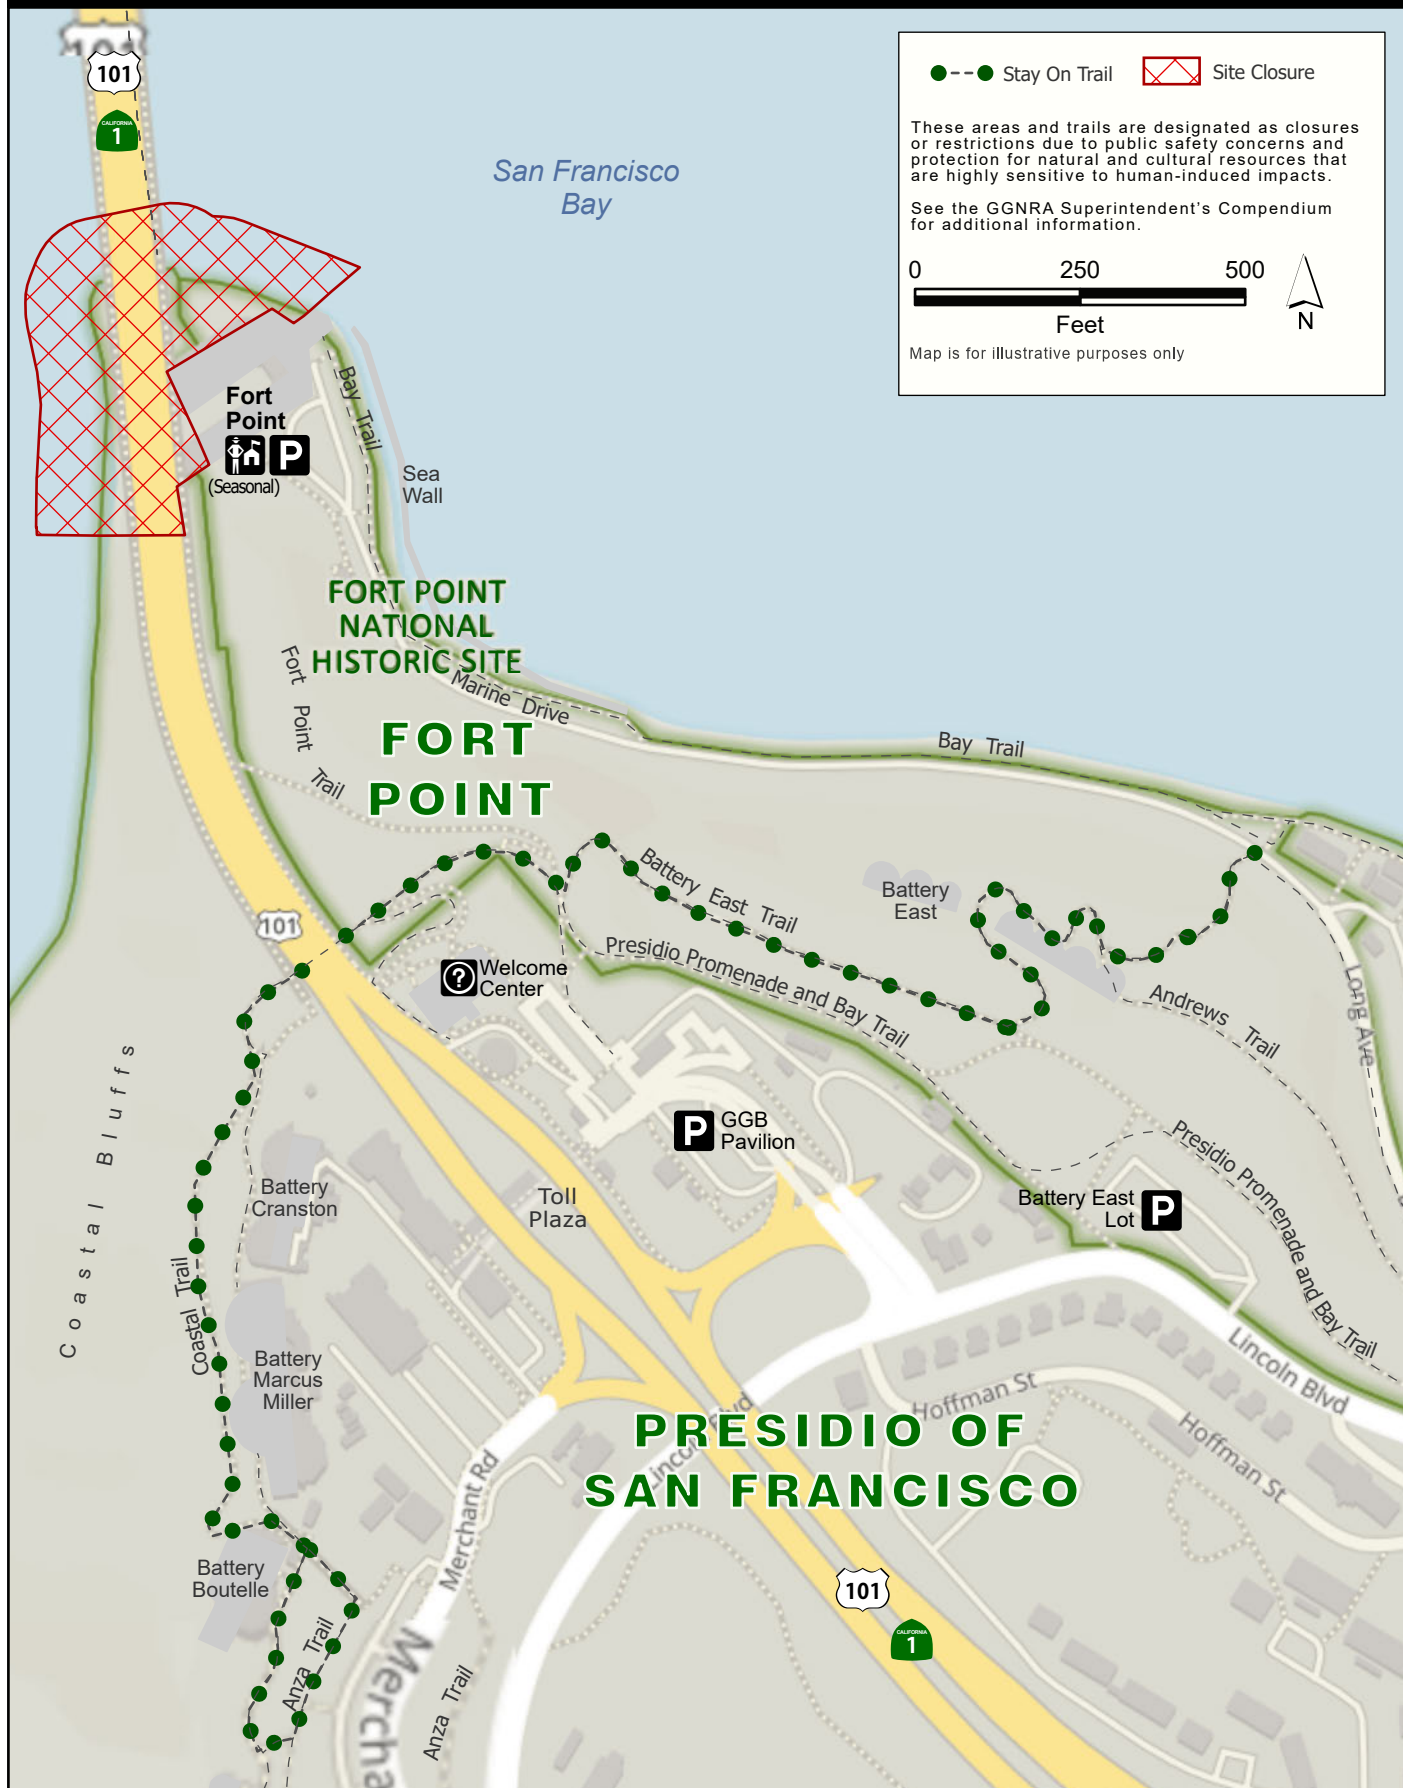 101
101
CALIFORNIA
1
San Francisco
Bay
Stay On Trail
Site Closure
These areas and trails are designated as closures
or restrictions due to public safety concerns and
protection for natural and cultural resources that
are highly sensitive to human-induced impacts.
See the GGNRA Superintendent's Compendium
for additional information.
0 250 500
Feet
N
Map is for illustrative purposes only
Fort
Point
P
(Seasonal)
Bay Trail
Sea
Wall
FORT POINT
NATIONAL
HISTORIC SITE
Fort Point Trail
Marine Drive
FORT
POINT
Bay Trail
Battery East Trail
Battery
East
101
Presidio Promenade and Bay Trail
?
Welcome
Center
Andrews Trail
Long Ave
Coastal Bluffs
P
GGB
Pavilion
Presidio Promenade and Bay Trail
Battery East
Lot
P
Battery
Cranston
Toll
Plaza
Coastal Trail
Battery
Marcus
Miller
Lincoln Blvd
Hoffman St
Hoffman St
PRESIDIO OF
SAN FRANCISCO
Lincoln Blvd
Merchant Rd
Battery
Boutelle
101
CALIFORNIA
1
Anza Trail
Anza Trail
Mercha